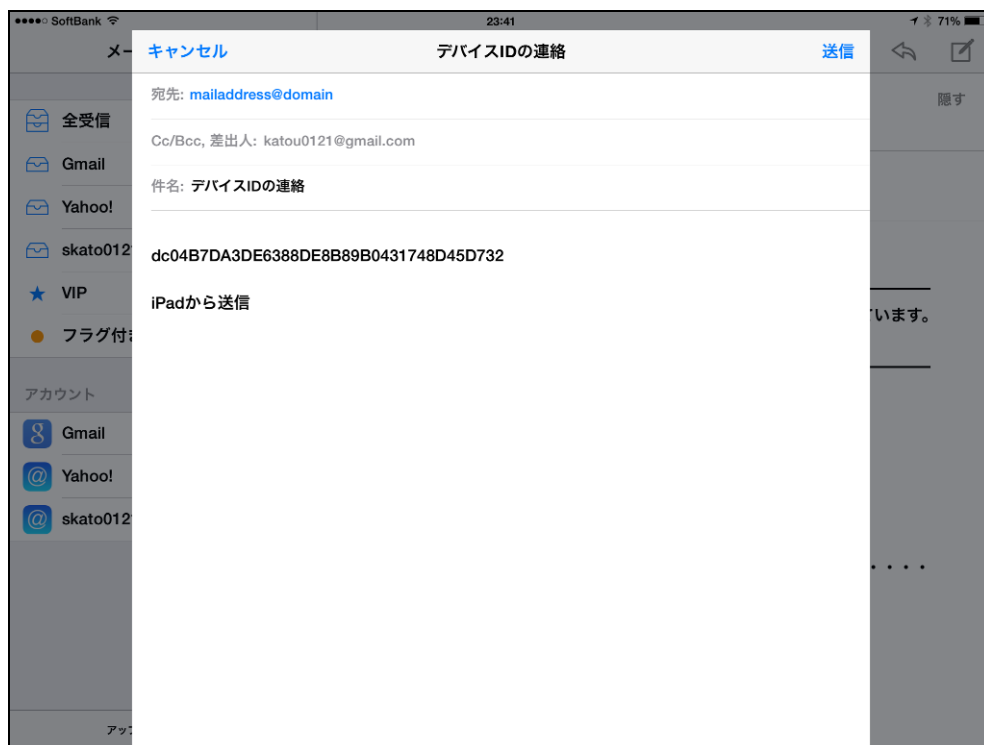 SoftBank 23:41 71%
メー
キャンセル デバイスIDの連絡 送信
宛先: mailaddress@domain
隠す
全受信
Cc/Bcc, 差出人: katou0121@gmail.com
Gmail
件名: デバイスIDの連絡
Yahoo!
skato012
dc04B7DA3DE6388DE8B89B0431748D45D732
VIP
iPadから送信
います。
フラグ付き
アカウント
Gmail
Yahoo!
skato012
・・・・
アップ